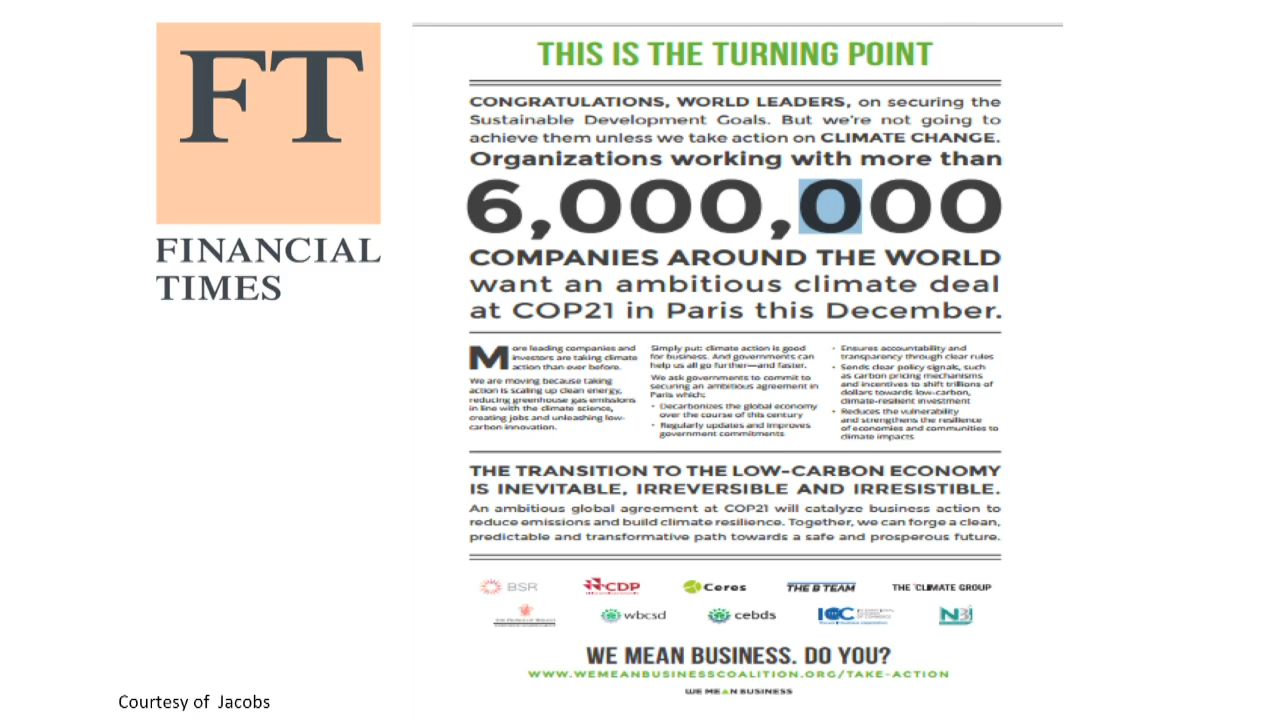 FT
FINANCIAL
TIMES
THIS IS THE TURNING POINT
CONGRATULATIONS, WORLD LEADERS, on securing the
Sustainable Development Goals. But we're not going to
achieve them unless we take action on CLIMATE CHANGE.
Organizations working with more than
6,000,000
COMPANIES AROUND THE WORLD
want an ambitious climate deal
at COP21 in Paris this December.
More leading companies and
investors are taking climate
action than ever before.
We are moving because taking
action is scaling up clean energy,
reducing greenhouse gas emissions
in line with the climate science,
creating jobs and unleashing low-
carbon innovation.
Simply put: climate action is good
for business. And governments can
help us all go further—and faster.
We ask governments to commit to
securing an ambitious agreement in
Paris which:
• Decarbonizes the global economy
over the course of this century
• Regularly updates and improves
government commitments
• Ensures accountability and
transparency through clear rules
• Sends clear policy signals, such
as carbon pricing mechanisms
and incentives to shift trillions of
dollars towards low-carbon,
climate-resilient investment
• Reduces the vulnerability
and strengthens the resilience
of economies and communities to
climate impacts
THE TRANSITION TO THE LOW-CARBON ECONOMY
IS INEVITABLE, IRREVERSIBLE AND IRRESISTIBLE.
An ambitious global agreement at COP21 will catalyze business action to
reduce emissions and build climate resilience. Together, we can forge a clean,
predictable and transformative path towards a safe and prosperous future.
BSR CDP Ceres THE B TEAM THE CLIMATE GROUP
wbcsd cebds ICC NBI
WE MEAN BUSINESS. DO YOU?
WWW.WEMEANBUSINESSCOALITION.ORG/TAKE-ACTION
WE MEAN BUSINESS
Courtesy of Jacobs